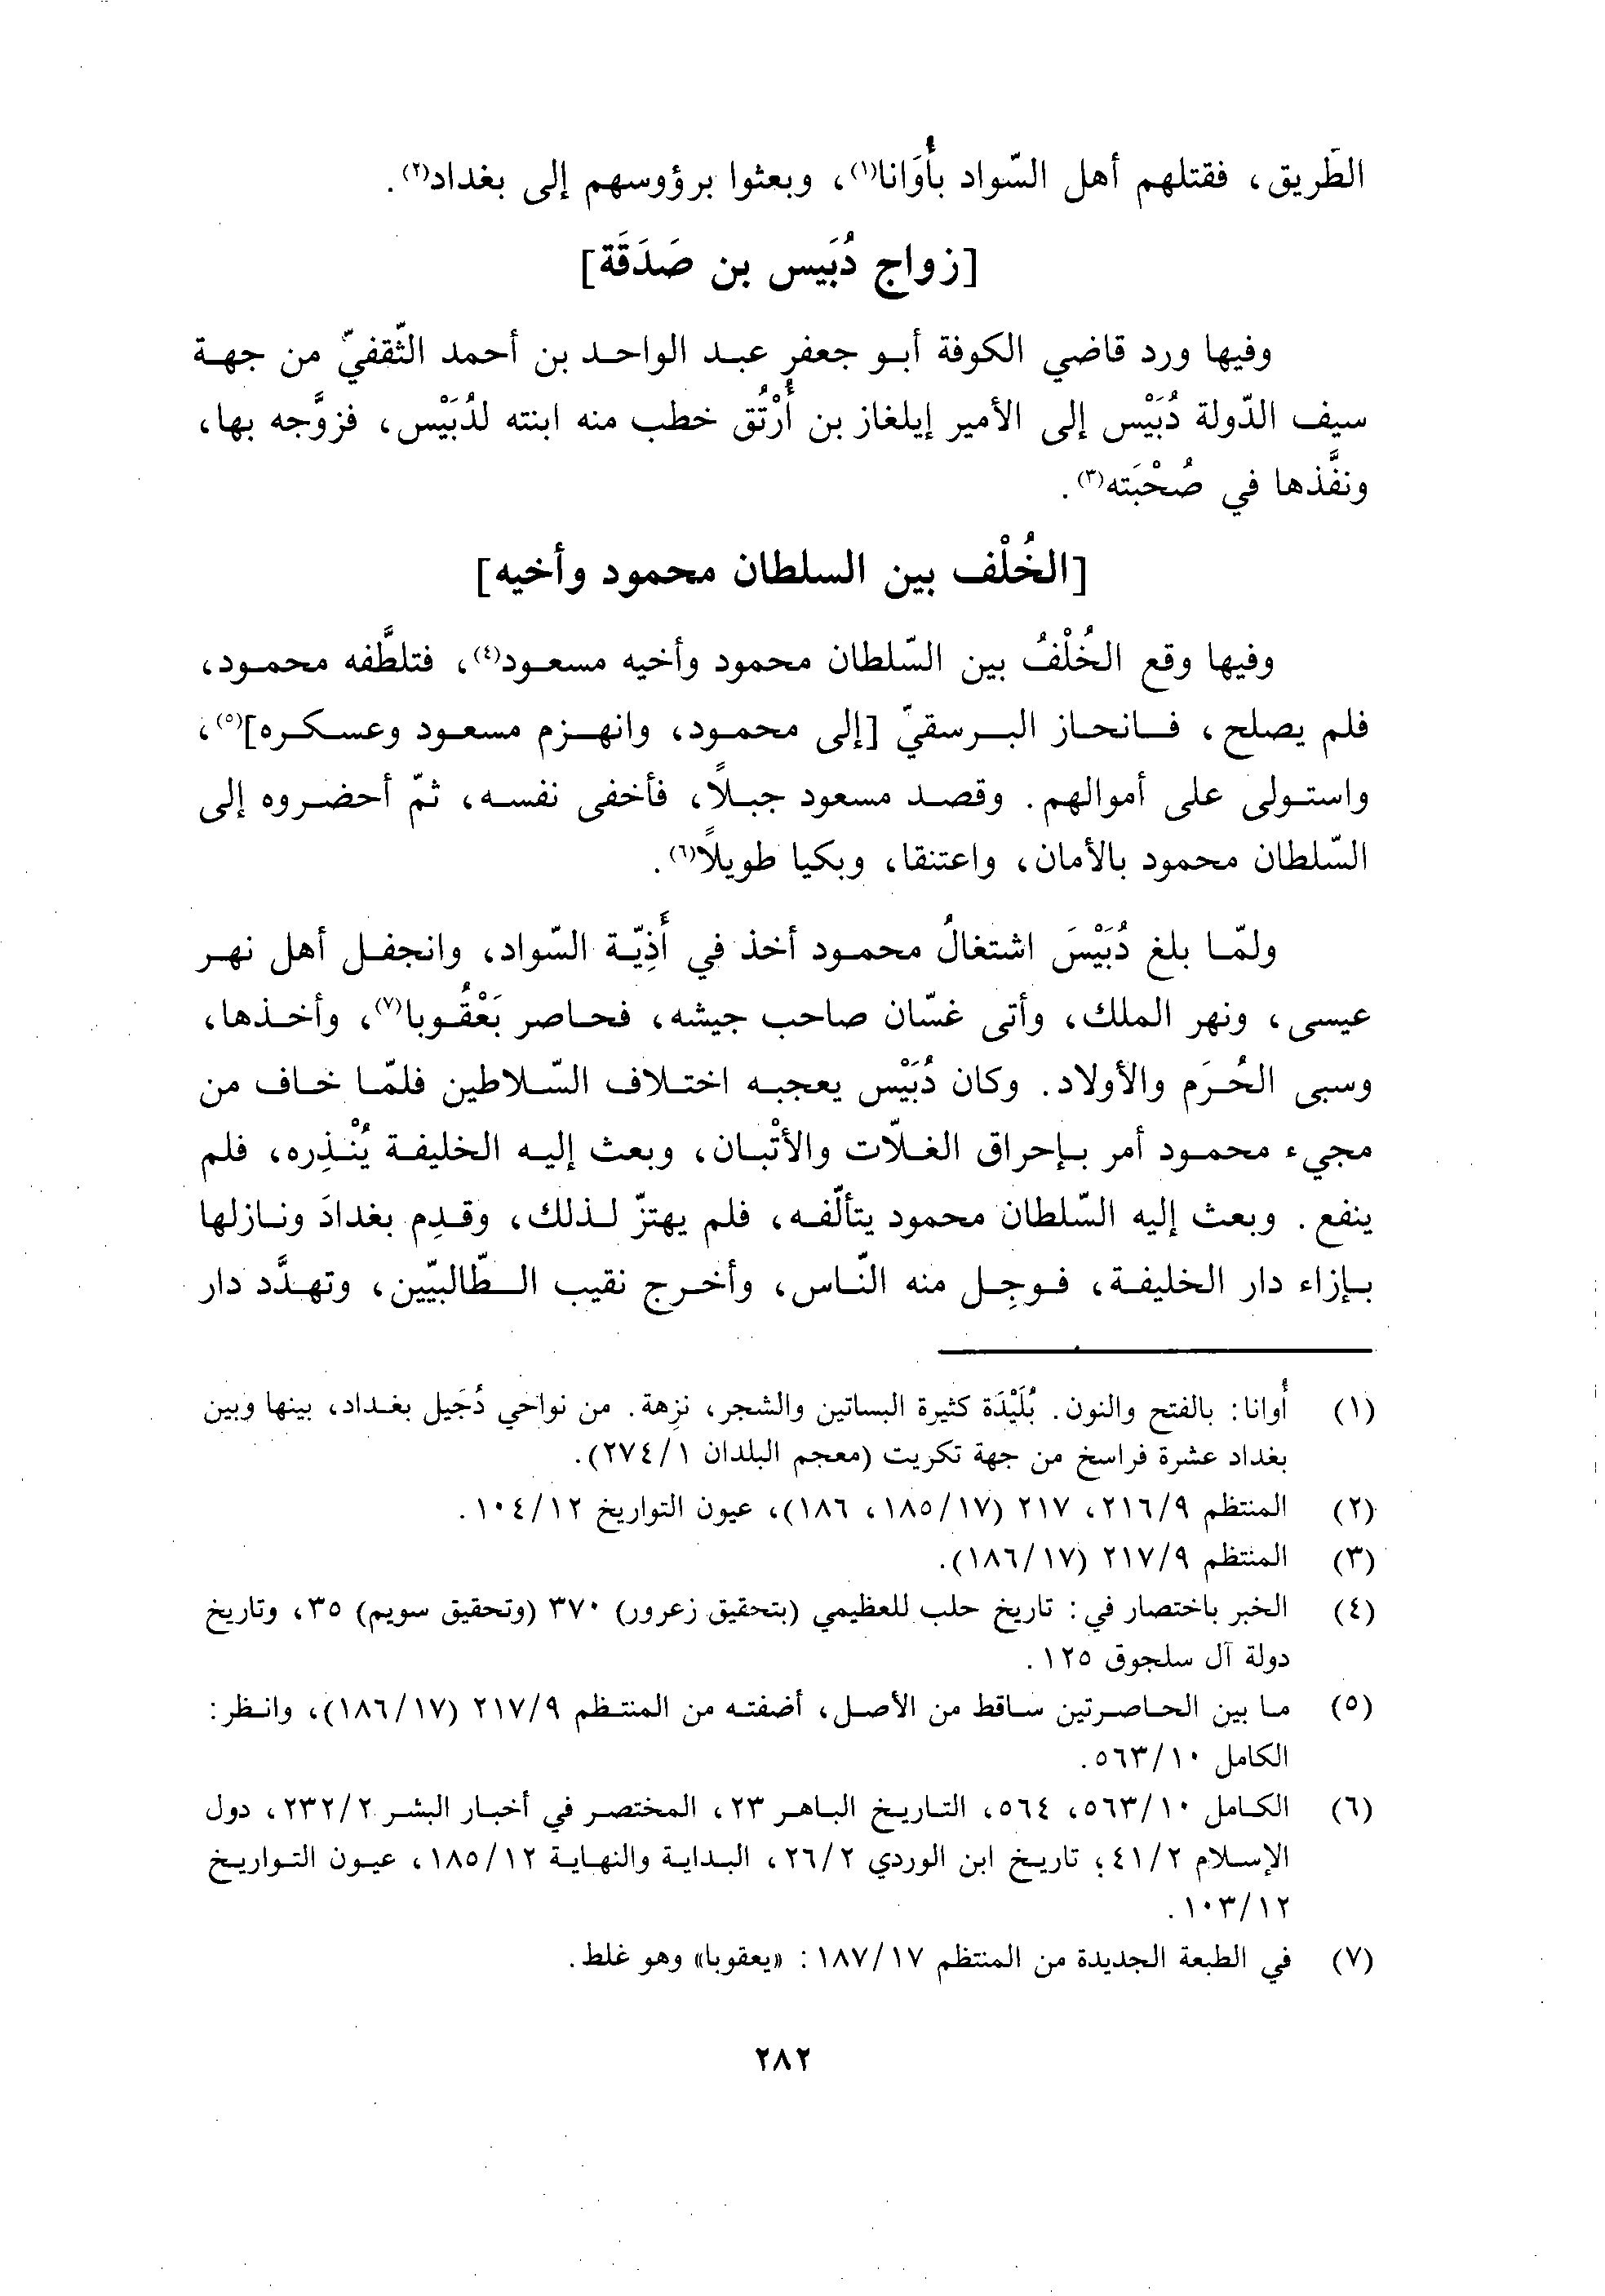 الطّريق، فقتلهم أهل السّواد بأُوَانا(١)، وبعثوا برؤوسهم إلى بغداد(٢).
[زواج دُبَيس بن صَدَقَة]
وفيها ورد قاضي الكوفة أبو جعفر عبد الواحد بن أحمد الثّقفيّ من جهة
سيف الدّولة دُبَيْس إلى الأمير إيلغاز بن أُرْتُق خطب منه ابنته لدُبَيْس، فزوَّجه بها،
ونفَّذها في صُحْبَته(٣).
[الخُلْف بين السلطان محمود وأخيه]
وفيها وقع الخُلْفُ بين السّلطان محمود وأخيه مسعود(٤)، فتلطَّفه محمود،
فلم يصلح، فانحاز البرسقيّ [إلى محمود، وانهزم مسعود وعسكره](٥)،
واستولى على أموالهم. وقصد مسعود جبلاً، فأخفى نفسه، ثمّ أحضروه إلى
السّلطان محمود بالأمان، واعتنقا، وبكيا طويلاً(٦).
ولمّا بلغ دُبَيْسَ اشتغالُ محمود أخذ في أَذِيّة السّواد، وانجفل أهل نهر
عيسى، ونهر الملك، وأتى غسّان صاحب جيشه، فحاصر بَعْقُوبا(٧)، وأخذها،
وسبى الحُرَم والأولاد. وكان دُبَيْس يعجبه اختلاف السّلاطين فلمّا خاف من
مجيء محمود أمر بإحراق الغلّات والأتْبان، وبعث إليه الخليفة يُنْذِره، فلم
ينفع. وبعث إليه السّلطان محمود يتألّفه، فلم يهتزّ لذلك، وقدِم بغدادَ ونازلها
بإزاء دار الخليفة، فوجِل منه النّاس، وأخرج نقيب الطّالبيّين، وتهدَّد دار
(١) أُوانا: بالفتح والنون. بُلَيْدَة كثيرة البساتين والشجر، نزِهة. من نواحي دُجَيل بغداد، بينها وبين
بغداد عشرة فراسخ من جهة تكريت (معجم البلدان ١/٢٧٤).
(٢) المنتظم ٩/٢١٦، ٢١٧ (١٧/١٨٥، ١٨٦)، عيون التواريخ ١٢/١٠٤.
(٣) المنتظم ٩/٢١٧ (١٧/١٨٦).
(٤) الخبر باختصار في: تاريخ حلب للعظيمي (بتحقيق زعرور) ٣٧٠ (وتحقيق سويم) ٣٥، وتاريخ
دولة آل سلجوق ١٢٥.
(٥) ما بين الحاصرتين ساقط من الأصل، أضفته من المنتظم ٩/٢١٧ (١٧/١٨٦)، وانظر:
الكامل ١٠/٥٦٣.
(٦) الكامل ١٠/٥٦٣، ٥٦٤، التاريخ الباهر ٢٣، المختصر في أخبار البشر ٢/٢٣٢، دول
الإسلام ٢/٤١، تاريخ ابن الوردي ٢/٢٦، البداية والنهاية ١٢/١٨٥، عيون التواريخ
١٢/١٠٣.
(٧) في الطبعة الجديدة من المنتظم ١٧/١٨٧: «يعقوبا» وهو غلط.
٢٨٢